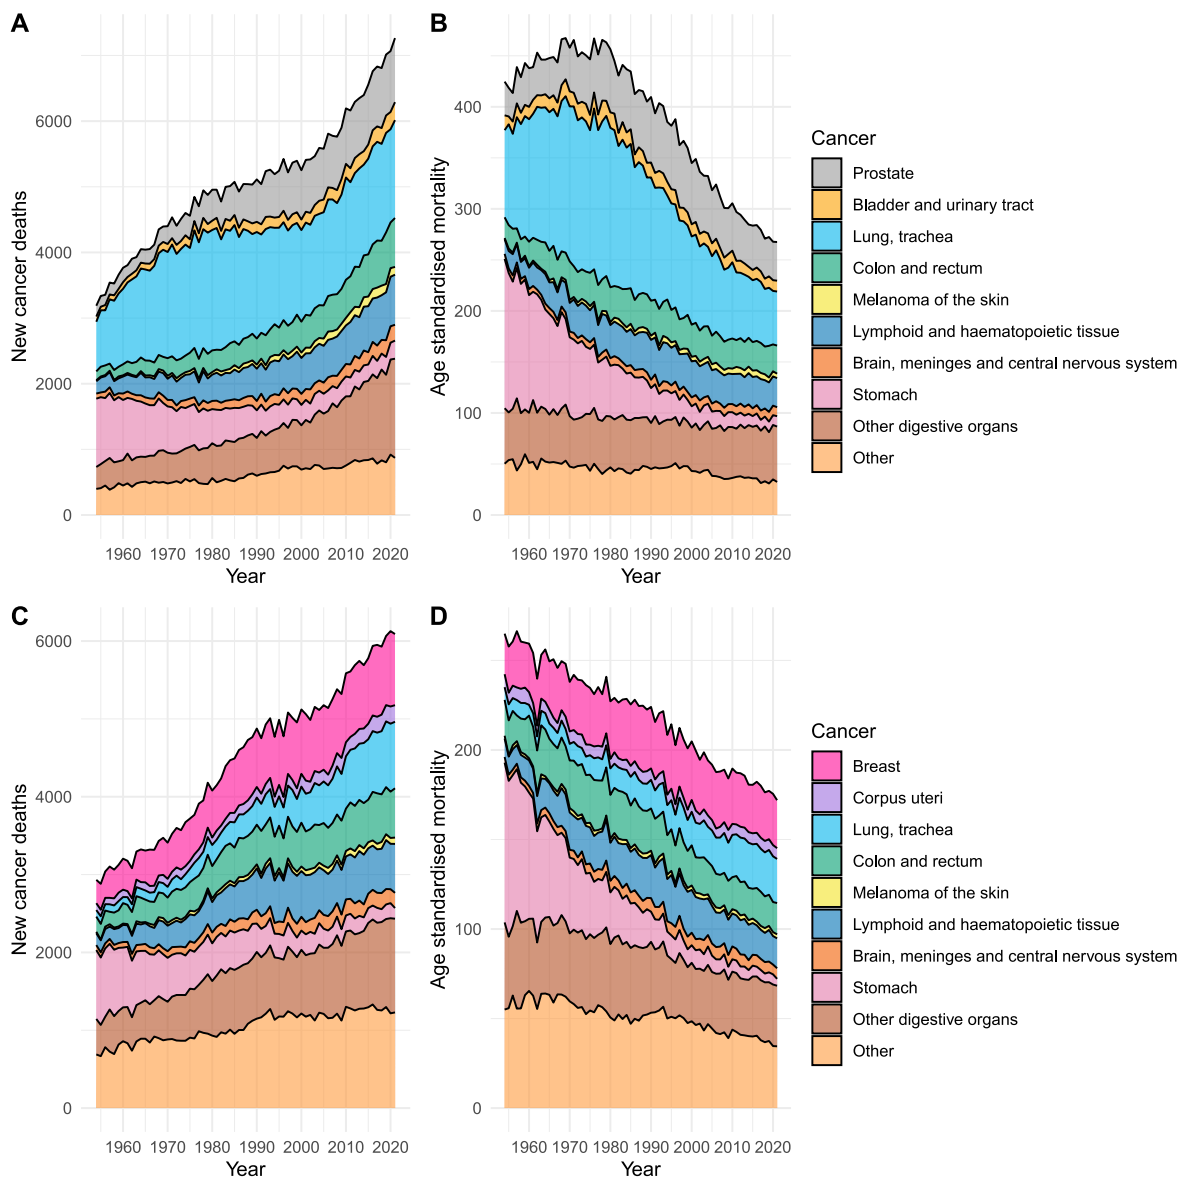 A
New cancer deaths
6000
4000
2000
0
1960 1970 1980 1990 2000 2010 2020
Year
B
Age standardised mortality
400
300
200
100
0
1960 1970 1980 1990 2000 2010 2020
Year
Cancer
Prostate
Bladder and urinary tract
Lung, trachea
Colon and rectum
Melanoma of the skin
Lymphoid and haematopoietic tissue
Brain, meninges and central nervous system
Stomach
Other digestive organs
Other
C
New cancer deaths
6000
4000
2000
0
1960 1970 1980 1990 2000 2010 2020
Year
D
Age standardised mortality
200
100
0
1960 1970 1980 1990 2000 2010 2020
Year
Cancer
Breast
Corpus uteri
Lung, trachea
Colon and rectum
Melanoma of the skin
Lymphoid and haematopoietic tissue
Brain, meninges and central nervous system
Stomach
Other digestive organs
Other